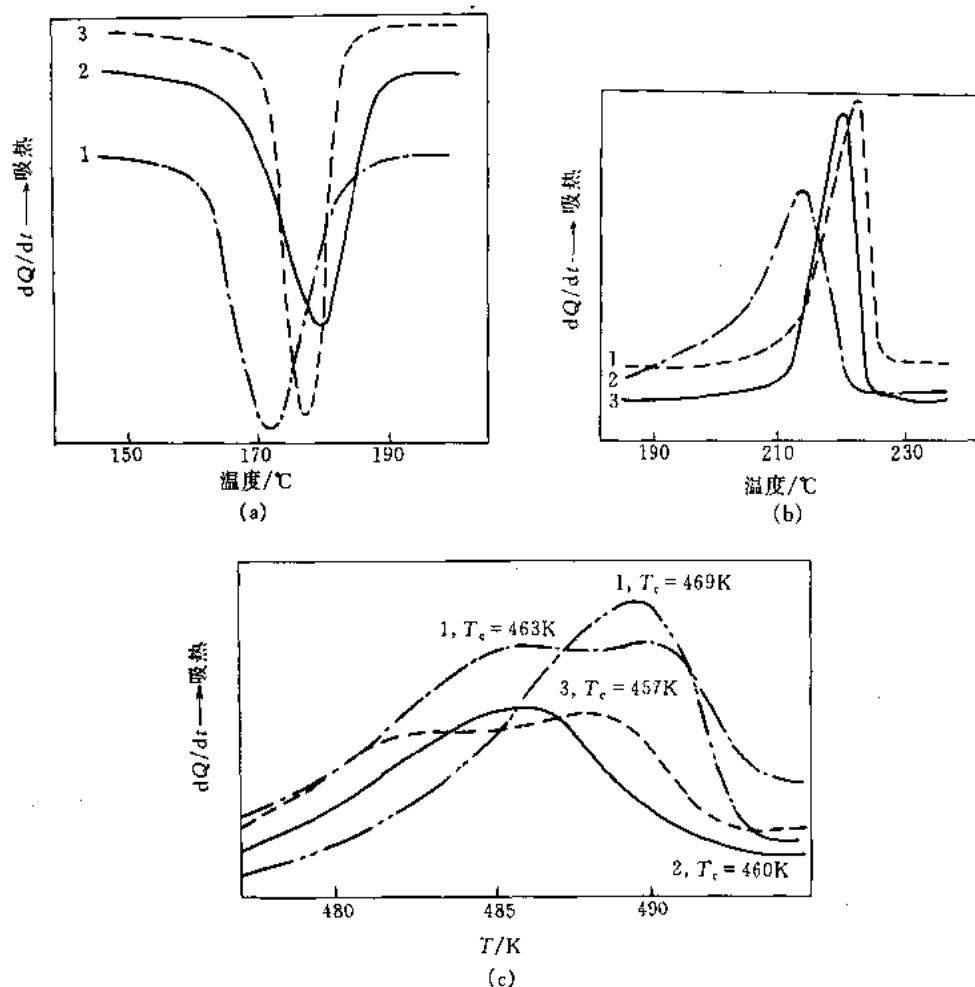 dQ/dt→吸热
3
2
1
150 170 190
温度/℃
(a)
dQ/dt→吸热
1
2
3
190 210 230
温度/℃
(b)
dQ/dt→吸热
1, Tc=469K
1, Tc=463K
3, Tc=457K
2, Tc=460K
480 485 490
T/K
(c)